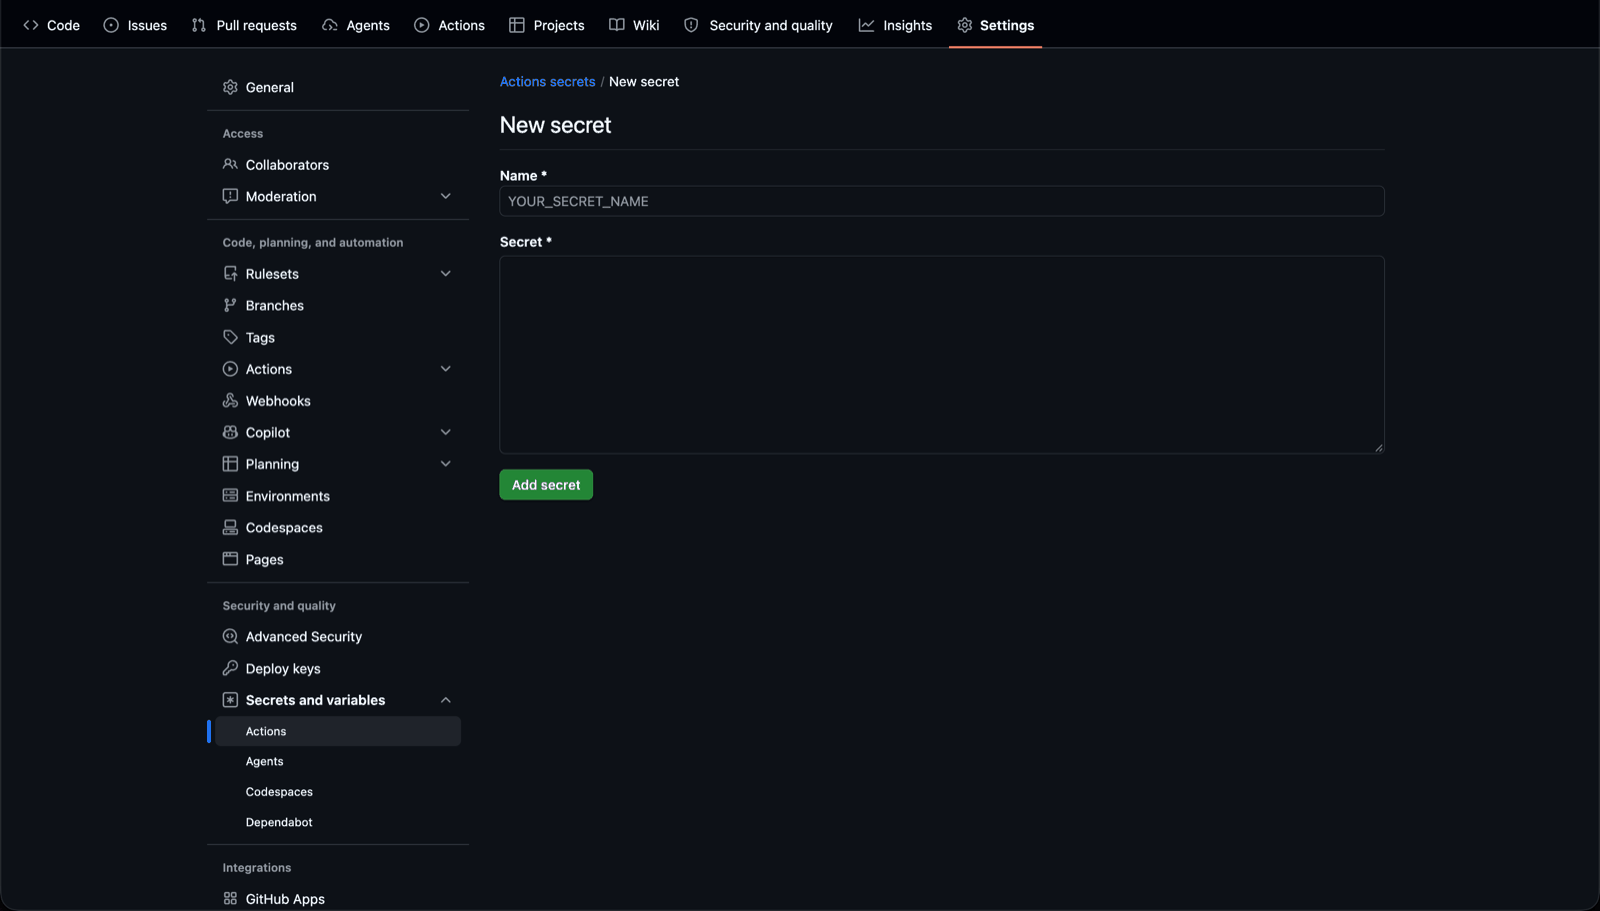 Code Issues Pull requests Agents Actions Projects Wiki Security and quality Insights Settings
General
Access
Collaborators
Moderation
Code, planning, and automation
Rulesets
Branches
Tags
Actions
Webhooks
Copilot
Planning
Environments
Codespaces
Pages
Security and quality
Advanced Security
Deploy keys
Secrets and variables
Actions
Agents
Codespaces
Dependabot
Integrations
GitHub Apps
Actions secrets / New secret
New secret
Name *
YOUR_SECRET_NAME
Secret *
Add secret